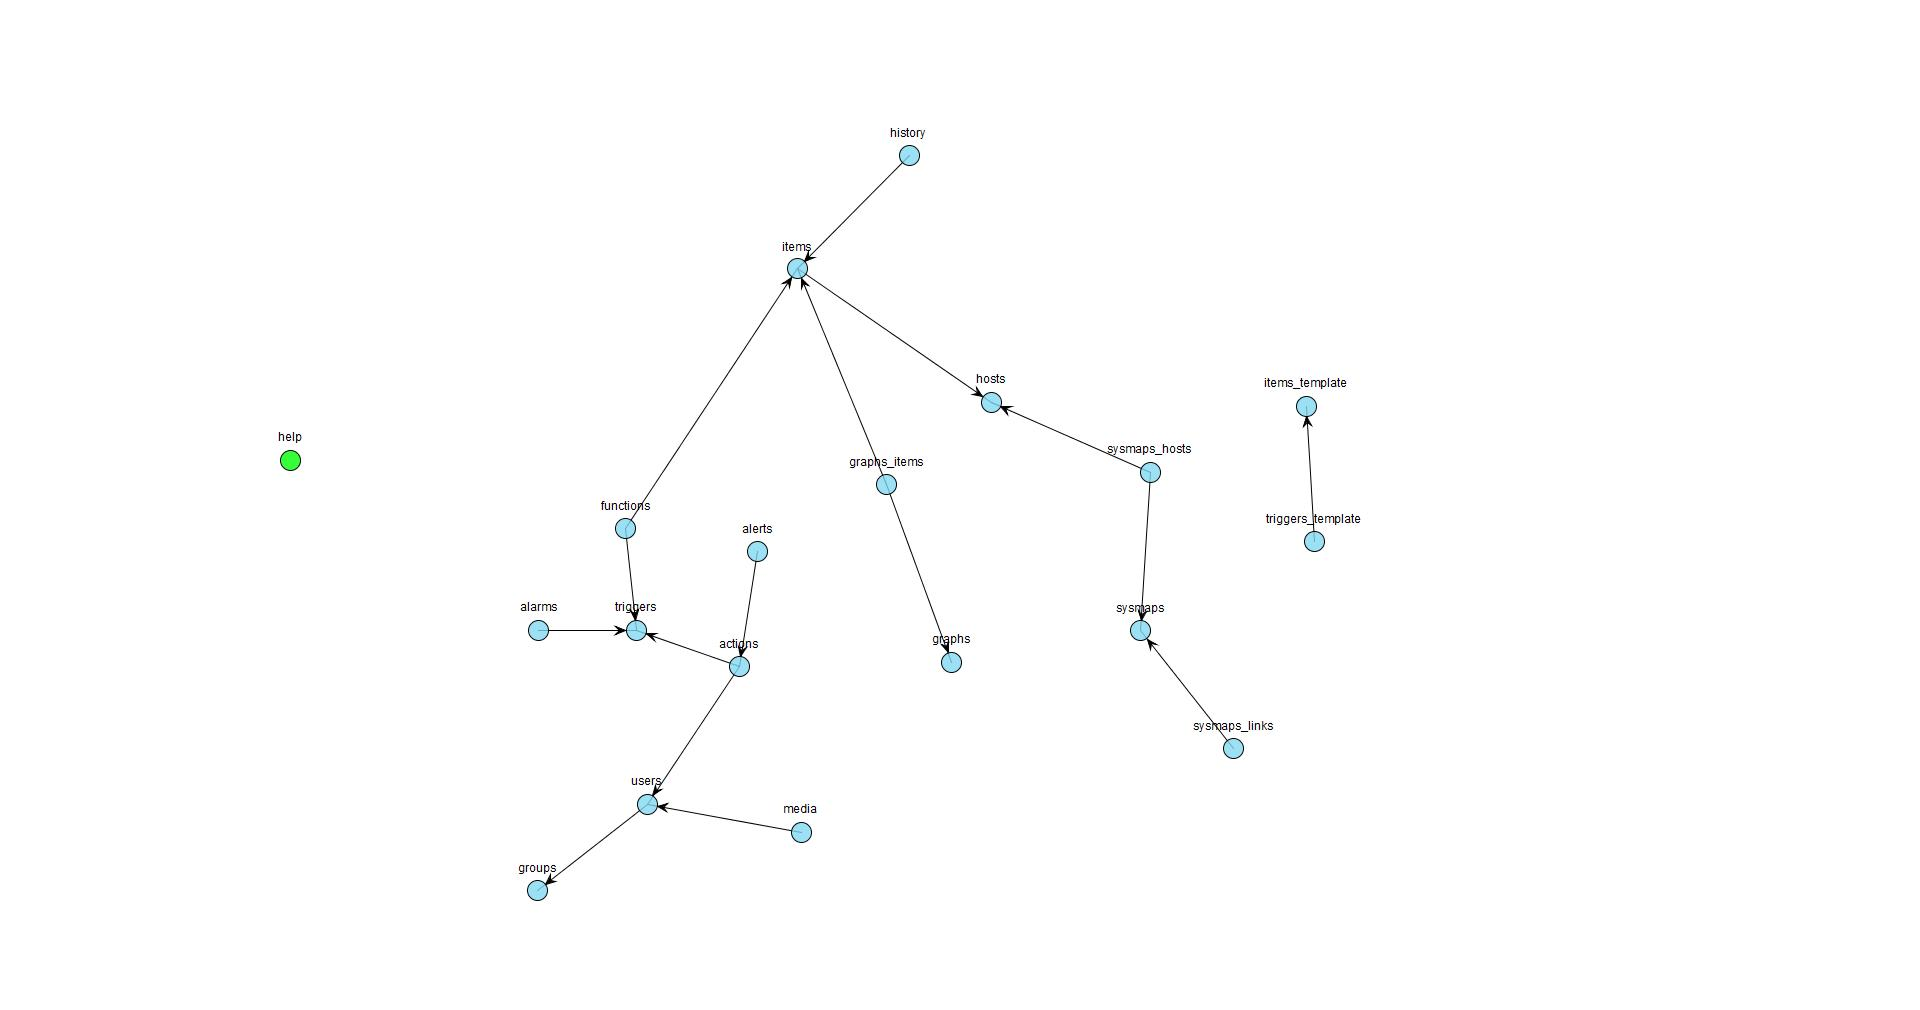 history
items
hosts
items_template
help
sysmaps_hosts
graphs_items
functions
triggers_template
alerts
alarms
triggers
sysmaps
graphs
actions
sysmaps_links
users
media
groups